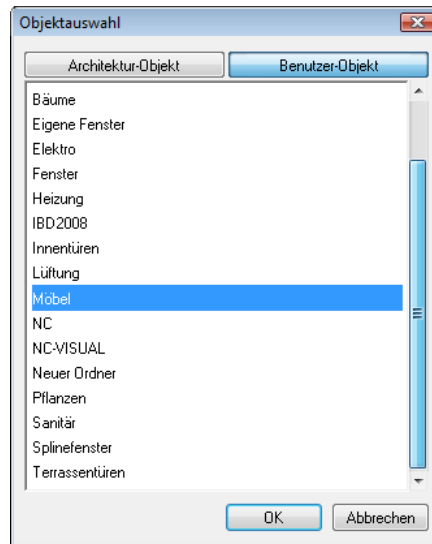 Objektauswahl
Architektur-Objekt Benutzer-Objekt
Bäume
Eigene Fenster
Elektro
Fenster
Heizung
IBD2008
Innentüren
Lüftung
Möbel
NC
NC-VISUAL
Neuer Ordner
Pflanzen
Sanitär
Splinefenster
Terrassentüren
OK Abbrechen